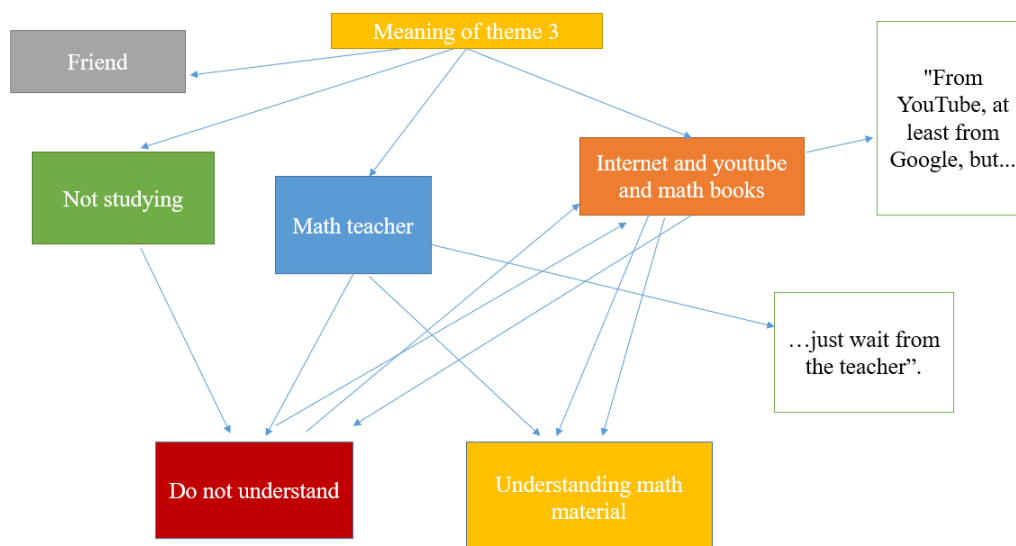 Meaning of theme 3
Friend
"From
YouTube, at
least from
Google, but...
Not studying
Math teacher
Internet and youtube
and math books
…just wait from
the teacher”.
Do not understand
Understanding math
material